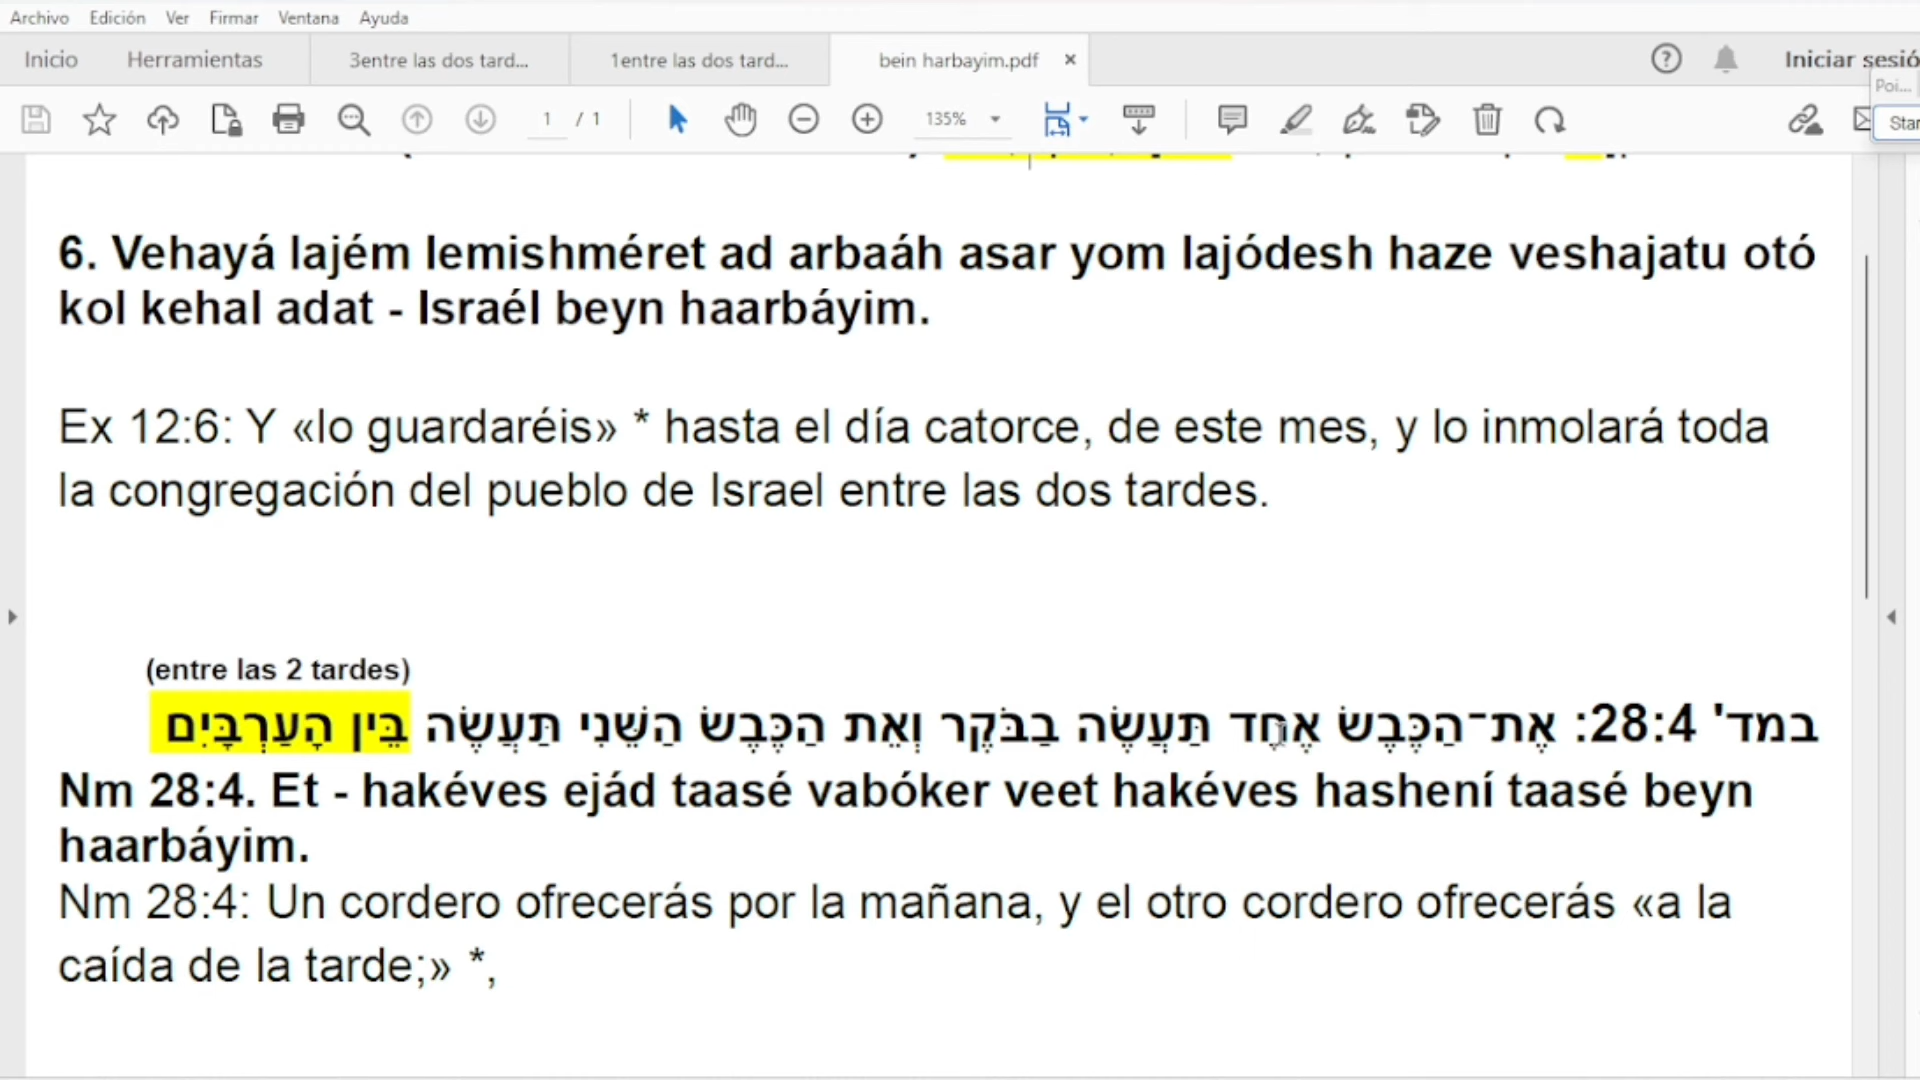 Archivo Edición Ver Firmar Ventana Ayuda
Inicio Herramientas 3entre las dos tard... 1entre las dos tard... bein harbayim.pdf × Iniciar sesió
Poi...
1 / 1 135% Star
6. Vehayá lajém lemishméret ad arbaáh asar yom lajódesh haze veshajatu otó
kol kehal adat - Israél beyn haarbáyim.
Ex 12:6: Y «lo guardaréis» * hasta el día catorce, de este mes, y lo inmolará toda
la congregación del pueblo de Israel entre las dos tardes.
(entre las 2 tardes)
במד' 28:4: אֶת־הַכֶּבֶשׂ אֶחָד תַּעֲשֶׂה בַבֹּקֶר וְאֵת הַכֶּבֶשׂ הַשֵּׁנִי תַּעֲשֶׂה בֵּין הָעַרְבָּיִם
Nm 28:4. Et - hakéves ejád taasé vabóker veet hakéves hashení taasé beyn
haarbáyim.
Nm 28:4: Un cordero ofrecerás por la mañana, y el otro cordero ofrecerás «a la
caída de la tarde;» *,